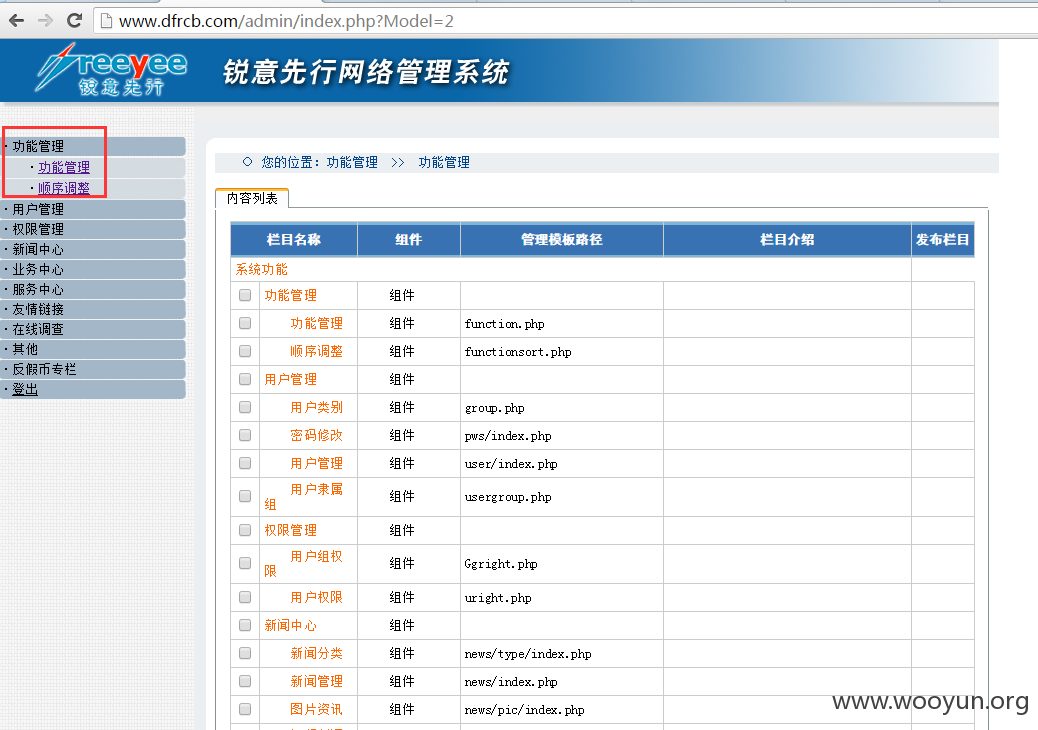 www.dfrcb.com/admin/index.php?Model=2
freeyee
锐意先行
锐意先行网络管理系统
·功能管理
·功能管理
·顺序调整
·用户管理
·权限管理
·新闻中心
·业务中心
·服务中心
·友情链接
·在线调查
·其他
·反假币专栏
·登出
您的位置：功能管理 >> 功能管理
内容列表
栏目名称 组件 管理模板路径 栏目介绍 发布栏目
系统功能
功能管理 组件
功能管理 组件 function.php
顺序调整 组件 functionsort.php
用户管理 组件
用户类别 组件 group.php
密码修改 组件 pws/index.php
用户管理 组件 user/index.php
用户隶属
组 组件 usergroup.php
权限管理 组件
用户组权
限 组件 Ggright.php
用户权限 组件 uright.php
新闻中心 组件
新闻分类 组件 news/type/index.php
新闻管理 组件 news/index.php
图片资讯 组件 news/pic/index.php
www.wooyun.org